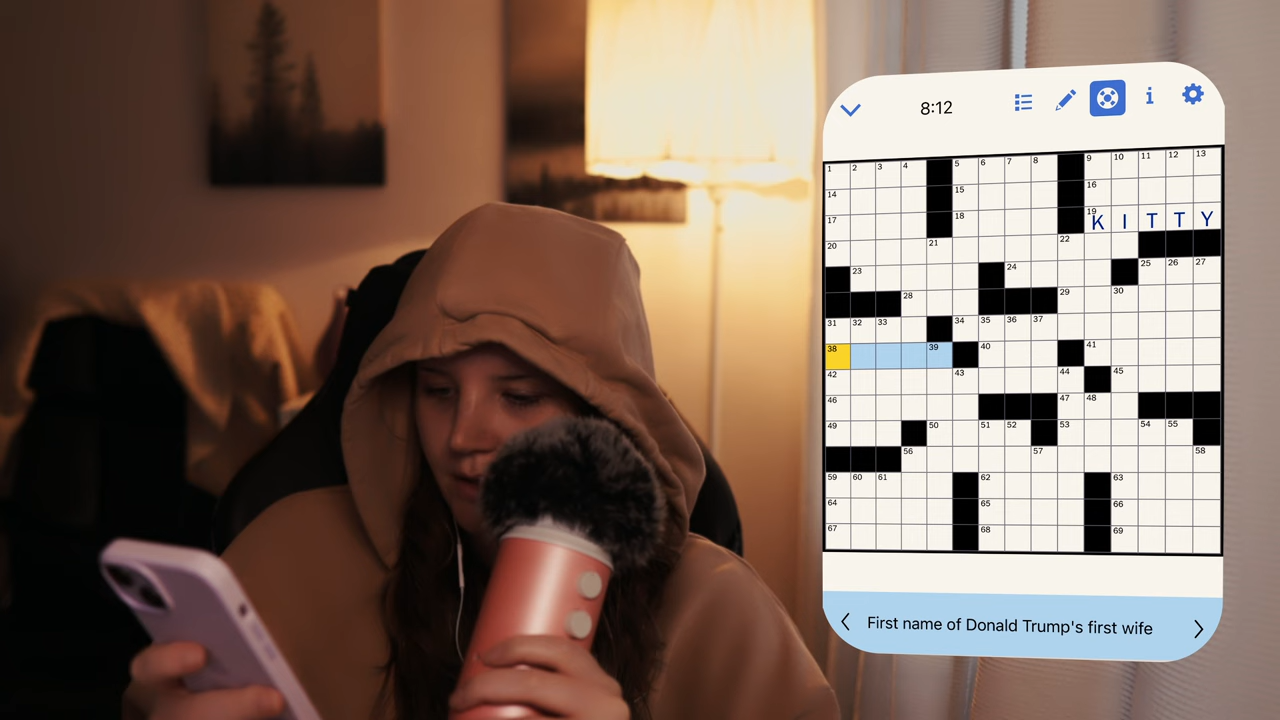 8:12
1 2 3 4 5 6 7 8 9 10 11 12 13
14 15 16
17 18 19 K I T T Y
20 21 22
23 24 25 26 27
28 29 30
31 32 33 34 35 36 37
38 39 40 41
42 43 44 45
46 47 48
49 50 51 52 53 54 55
56 57 58
59 60 61 62 63
64 65 66
67 68 69
First name of Donald Trump's first wife